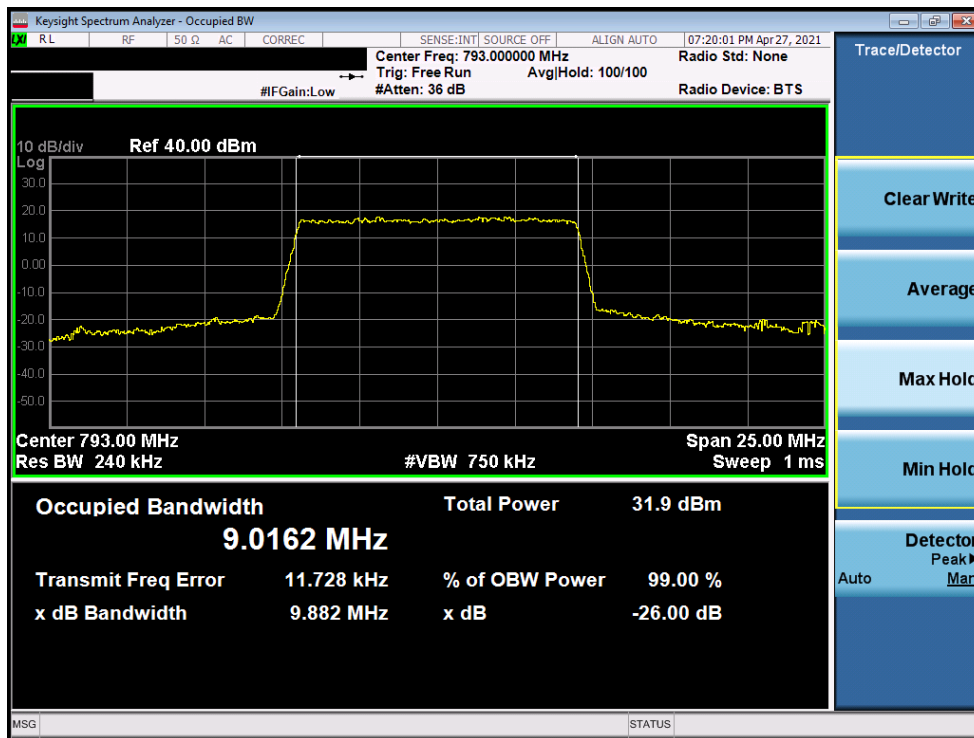 Keysight Spectrum Analyzer - Occupied BW
LXI RL RF 50 Ω AC CORREC SENSE:INT SOURCE OFF ALIGN AUTO 07:20:01 PM Apr 27, 2021
Center Freq: 793.000000 MHz Radio Std: None
Trig: Free Run Avg|Hold: 100/100
#IFGain:Low #Atten: 36 dB Radio Device: BTS
10 dB/div Ref 40.00 dBm
Log
30.0
20.0
10.0
0.00
-10.0
-20.0
-30.0
-40.0
-50.0
Center 793.00 MHz Span 25.00 MHz
Res BW 240 kHz #VBW 750 kHz Sweep 1 ms
Occupied Bandwidth Total Power 31.9 dBm
9.0162 MHz
Transmit Freq Error 11.728 kHz % of OBW Power 99.00 %
x dB Bandwidth 9.882 MHz x dB -26.00 dB
MSG STATUS
Trace/Detector
Clear Write
Average
Max Hold
Min Hold
Detector
Peak▶
Auto Man